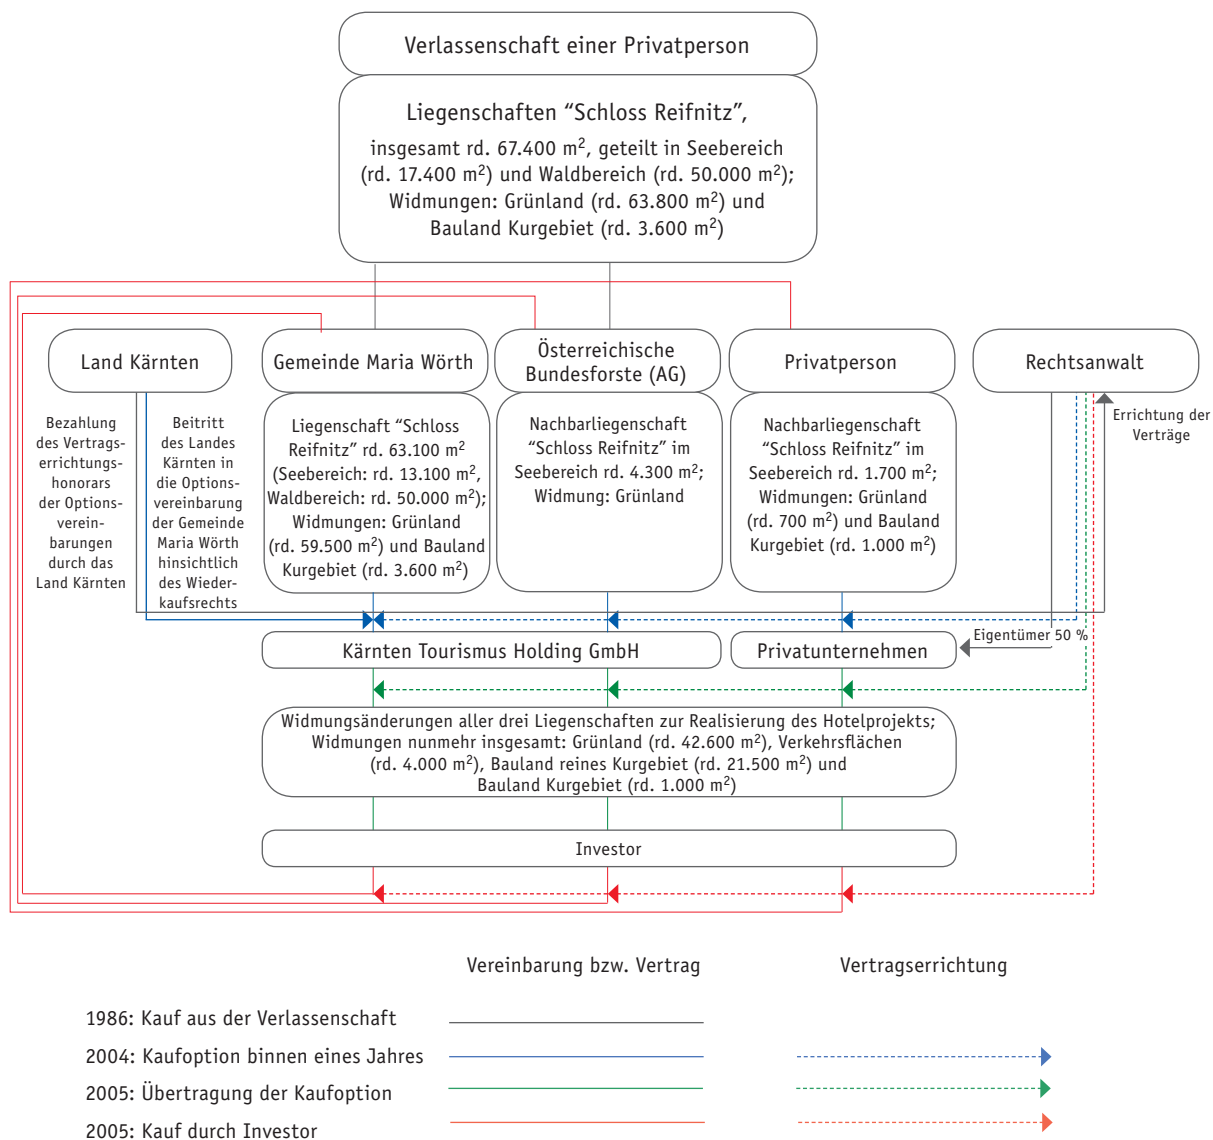 Verlassenschaft einer Privatperson
Liegenschaften “Schloss Reifnitz”,
insgesamt rd. 67.400 m², geteilt in Seebereich
(rd. 17.400 m²) und Waldbereich (rd. 50.000 m²);
Widmungen: Grünland (rd. 63.800 m²) und
Bauland Kurgebiet (rd. 3.600 m²)
Land Kärnten
Gemeinde Maria Wörth
Österreichische
Bundesforste (AG)
Privatperson
Rechtsanwalt
Bezahlung
des Vertrags-
errichtungs-
honorars
der Options-
verein-
barungen
durch das
Land Kärnten
Beitritt
des Landes
Kärnten in
die Options-
vereinbarung
der Gemeinde
Maria Wörth
hinsichtlich
des Wieder-
kaufsrechts
Liegenschaft “Schloss
Reifnitz” rd. 63.100 m²
(Seebereich: rd. 13.100 m²,
Waldbereich: rd. 50.000 m²);
Widmungen: Grünland
(rd. 59.500 m²) und Bauland
Kurgebiet (rd. 3.600 m²)
Nachbarliegenschaft
“Schloss Reifnitz” im
Seebereich rd. 4.300 m²;
Widmung: Grünland
Nachbarliegenschaft
“Schloss Reifnitz” im
Seebereich rd. 1.700 m²;
Widmungen: Grünland
(rd. 700 m²) und Bauland
Kurgebiet (rd. 1.000 m²)
Errichtung der
Verträge
Eigentümer 50 %
Kärnten Tourismus Holding GmbH
Privatunternehmen
Widmungsänderungen aller drei Liegenschaften zur Realisierung des Hotelprojekts;
Widmungen nunmehr insgesamt: Grünland (rd. 42.600 m²), Verkehrsflächen
(rd. 4.000 m²), Bauland reines Kurgebiet (rd. 21.500 m²) und
Bauland Kurgebiet (rd. 1.000 m²)
Investor
Vereinbarung bzw. Vertrag
Vertragserrichtung
1986: Kauf aus der Verlassenschaft
2004: Kaufoption binnen eines Jahres
2005: Übertragung der Kaufoption
2005: Kauf durch Investor